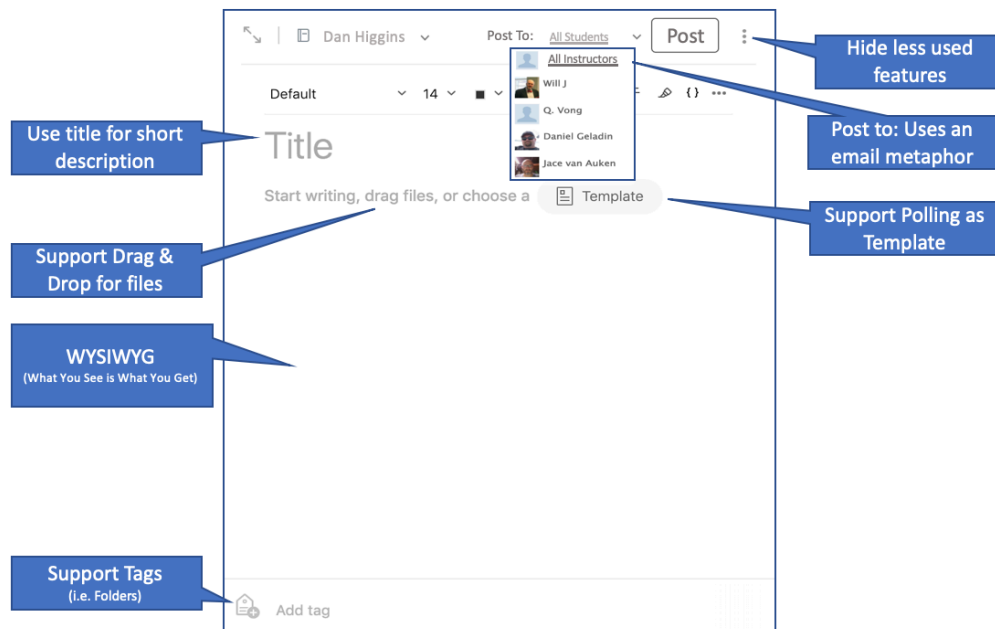 Dan Higgins
Post To: All Students
Post
Hide less used
features
All Instructors
Will J
Q. Vong
Daniel Geladin
Jace van Auken
Default
14
{}
Post to: Uses an
email metaphor
Use title for short
description
Title
Start writing, drag files, or choose a Template
Support Polling as
Template
Support Drag &
Drop for files
WYSIWYG
(What You See is What You Get)
Support Tags
(i.e. Folders)
Add tag